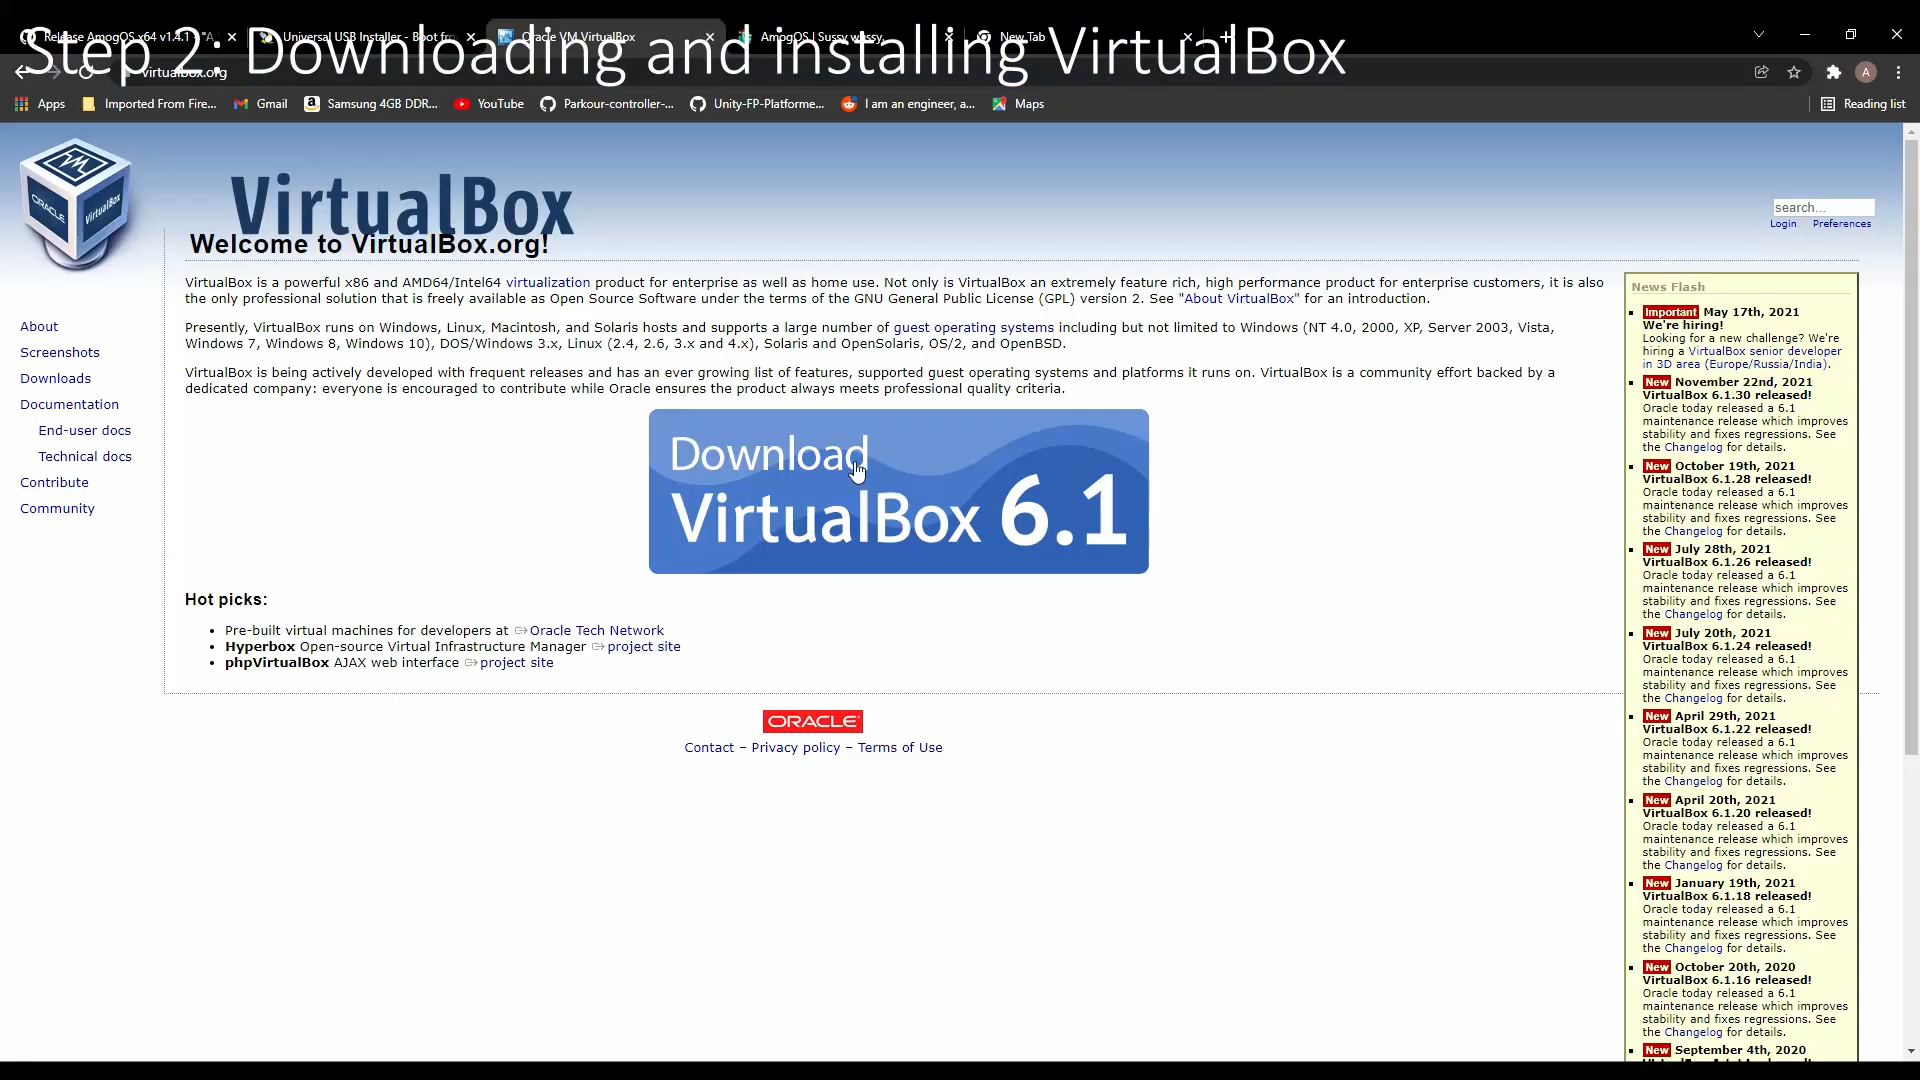 Step 2: Downloading and installing VirtualBox
Release AmogOS x64 v1.4.1 - "A
Universal USB Installer - Boot fro
Oracle VM VirtualBox
AmogOS | Sussy wussy.
New Tab
virtualbox.org
A
Apps
Imported From Fire...
Gmail
Samsung 4GB DDR...
YouTube
Parkour-controller-...
Unity-FP-Platforme...
I am an engineer, a...
Maps
Reading list
ORACLE
VirtualBox
VirtualBox
search...
Login Preferences
About
Screenshots
Downloads
Documentation
End-user docs
Technical docs
Contribute
Community
Welcome to VirtualBox.org!
VirtualBox is a powerful x86 and AMD64/Intel64 virtualization product for enterprise as well as home use. Not only is VirtualBox an extremely feature rich, high performance product for enterprise customers, it is also
the only professional solution that is freely available as Open Source Software under the terms of the GNU General Public License (GPL) version 2. See "About VirtualBox" for an introduction.
Presently, VirtualBox runs on Windows, Linux, Macintosh, and Solaris hosts and supports a large number of guest operating systems including but not limited to Windows (NT 4.0, 2000, XP, Server 2003, Vista,
Windows 7, Windows 8, Windows 10), DOS/Windows 3.x, Linux (2.4, 2.6, 3.x and 4.x), Solaris and OpenSolaris, OS/2, and OpenBSD.
VirtualBox is being actively developed with frequent releases and has an ever growing list of features, supported guest operating systems and platforms it runs on. VirtualBox is a community effort backed by a
dedicated company: everyone is encouraged to contribute while Oracle ensures the product always meets professional quality criteria.
Download
VirtualBox 6.1
Hot picks:
Pre-built virtual machines for developers at Oracle Tech Network
Hyperbox Open-source Virtual Infrastructure Manager project site
phpVirtualBox AJAX web interface project site
ORACLE
Contact – Privacy policy – Terms of Use
News Flash
Important May 17th, 2021
We're hiring!
Looking for a new challenge? We're
hiring a VirtualBox senior developer
in 3D area (Europe/Russia/India).
New November 22nd, 2021
VirtualBox 6.1.30 released!
Oracle today released a 6.1
maintenance release which improves
stability and fixes regressions. See
the Changelog for details.
New October 19th, 2021
VirtualBox 6.1.28 released!
Oracle today released a 6.1
maintenance release which improves
stability and fixes regressions. See
the Changelog for details.
New July 28th, 2021
VirtualBox 6.1.26 released!
Oracle today released a 6.1
maintenance release which improves
stability and fixes regressions. See
the Changelog for details.
New July 20th, 2021
VirtualBox 6.1.24 released!
Oracle today released a 6.1
maintenance release which improves
stability and fixes regressions. See
the Changelog for details.
New April 29th, 2021
VirtualBox 6.1.22 released!
Oracle today released a 6.1
maintenance release which improves
stability and fixes regressions. See
the Changelog for details.
New April 20th, 2021
VirtualBox 6.1.20 released!
Oracle today released a 6.1
maintenance release which improves
stability and fixes regressions. See
the Changelog for details.
New January 19th, 2021
VirtualBox 6.1.18 released!
Oracle today released a 6.1
maintenance release which improves
stability and fixes regressions. See
the Changelog for details.
New October 20th, 2020
VirtualBox 6.1.16 released!
Oracle today released a 6.1
maintenance release which improves
stability and fixes regressions. See
the Changelog for details.
New September 4th, 2020